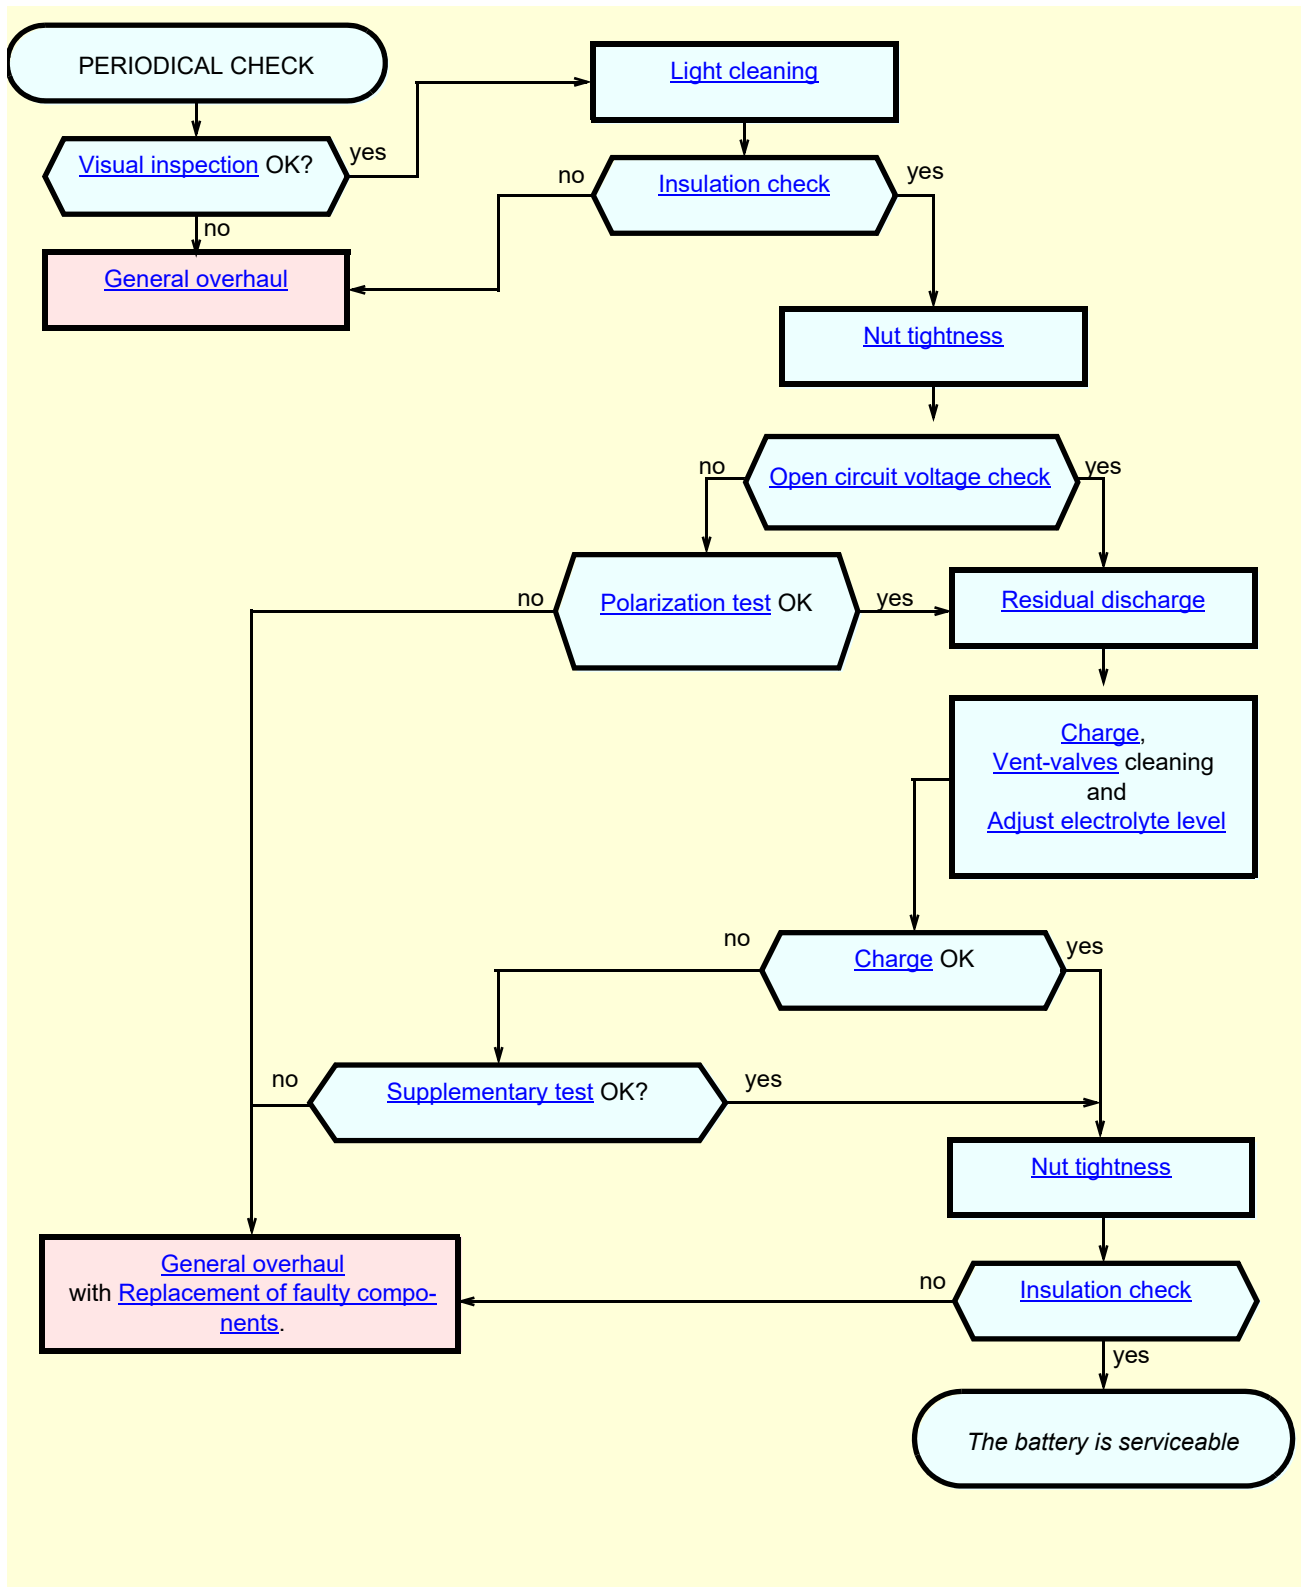 PERIODICAL CHECK
Light cleaning
Visual inspection OK?
yes
no
Insulation check
yes
no
General overhaul
Nut tightness
no
Open circuit voltage check
yes
no
Polarization test OK
yes
Residual discharge
Charge,
Vent-valves cleaning
and
Adjust electrolyte level
no
Charge OK
yes
no
Supplementary test OK?
yes
Nut tightness
General overhaul
with Replacement of faulty compo-
nents.
no
Insulation check
yes
The battery is serviceable